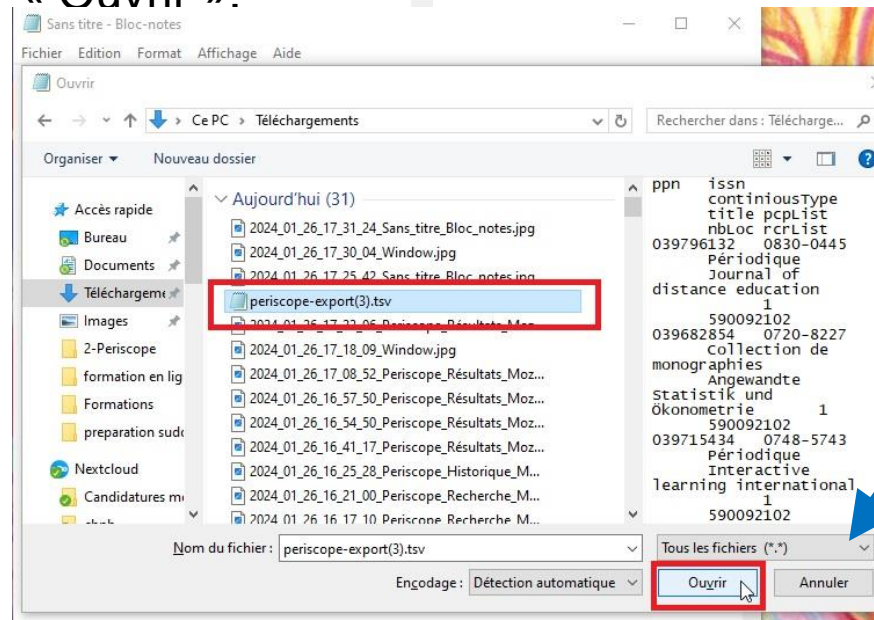 « Ouvrir ».
Sans titre - Bloc-notes
Fichier Edition Format Affichage Aide
Ouvrir
Ce PC > Téléchargements
Rechercher dans : Télécharge...
Organiser Nouveau dossier
Accès rapide
Bureau
Documents
Téléchargeme
Images
2-Periscope
formation en lig
Formations
preparation sudo
Nextcloud
Candidatures m
Aujourd'hui (31)
2024_01_26_17_31_24_Sans_titre_Bloc_notes.jpg
2024_01_26_17_30_04_Window.jpg
2024_01_26_17_25_42_Sans_titre_Bloc_notes.jpg
periscope-export(3).tsv
2024_01_26_17_23_06_Periscope_Résultats_Moz...
2024_01_26_17_18_09_Window.jpg
2024_01_26_17_08_52_Periscope_Résultats_Moz...
2024_01_26_16_57_50_Periscope_Résultats_Moz...
2024_01_26_16_54_50_Periscope_Résultats_Moz...
2024_01_26_16_41_17_Periscope_Résultats_Moz...
2024_01_26_16_25_28_Periscope_Historique_M...
2024_01_26_16_21_00_Periscope_Recherche_M...
2024_01_26_16_17_10_Periscope_Recherche_M...
ppn issn
continiousType
title pcpList
nbLoc rcrList
039796132 0830-0445
Périodique
Journal of
distance education
1
590092102
039682854 0720-8227
Collection de
monographies
Angewandte
Statistik und
Ökonometrie 1
590092102
039715434 0748-5743
Périodique
Interactive
learning international
1
590092102
Nom du fichier : periscope-export(3).tsv
Tous les fichiers (*.*)
Encodage : Détection automatique
Ouvrir Annuler